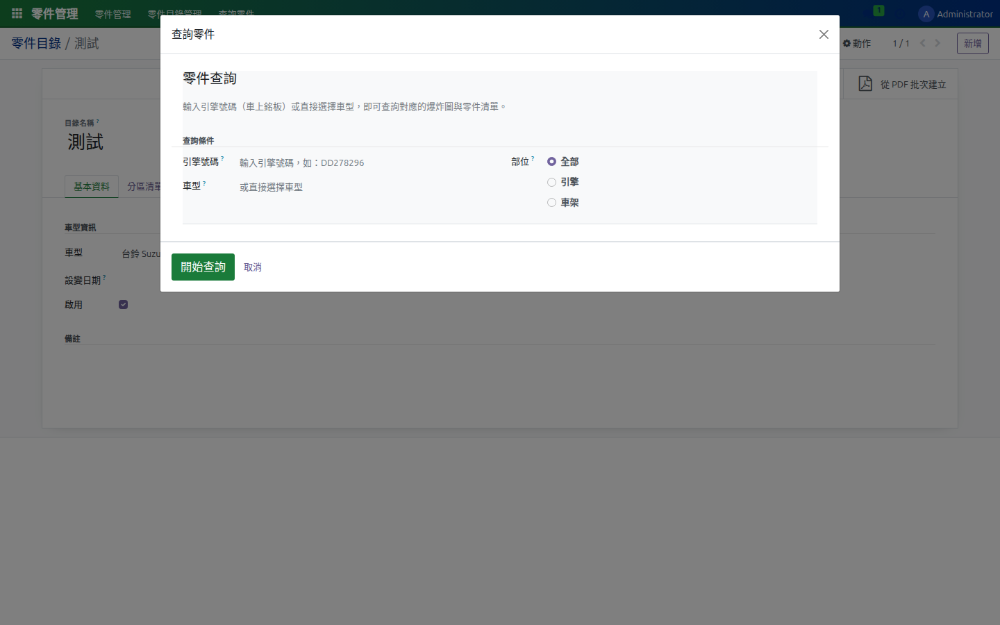 零件管理 零件管理 零件目錄管理 查詢零件 1 A Administrator
零件目錄 / 測試 動作 1 / 1 新增
查詢零件
從 PDF 批次建立
零件查詢
輸入引擎號碼（車上銘板）或直接選擇車型，即可查詢對應的爆炸圖與零件清單。
目錄名稱 ?
測試
查詢條件
引擎號碼 ? 輸入引擎號碼，如：DD278296 部位 ? 全部
車型 ? 或直接選擇車型 引擎
車架
基本資料 分區清單
車型資訊
車型 台鈴 Suzu
開始查詢 取消
設變日期 ?
啟用
備註